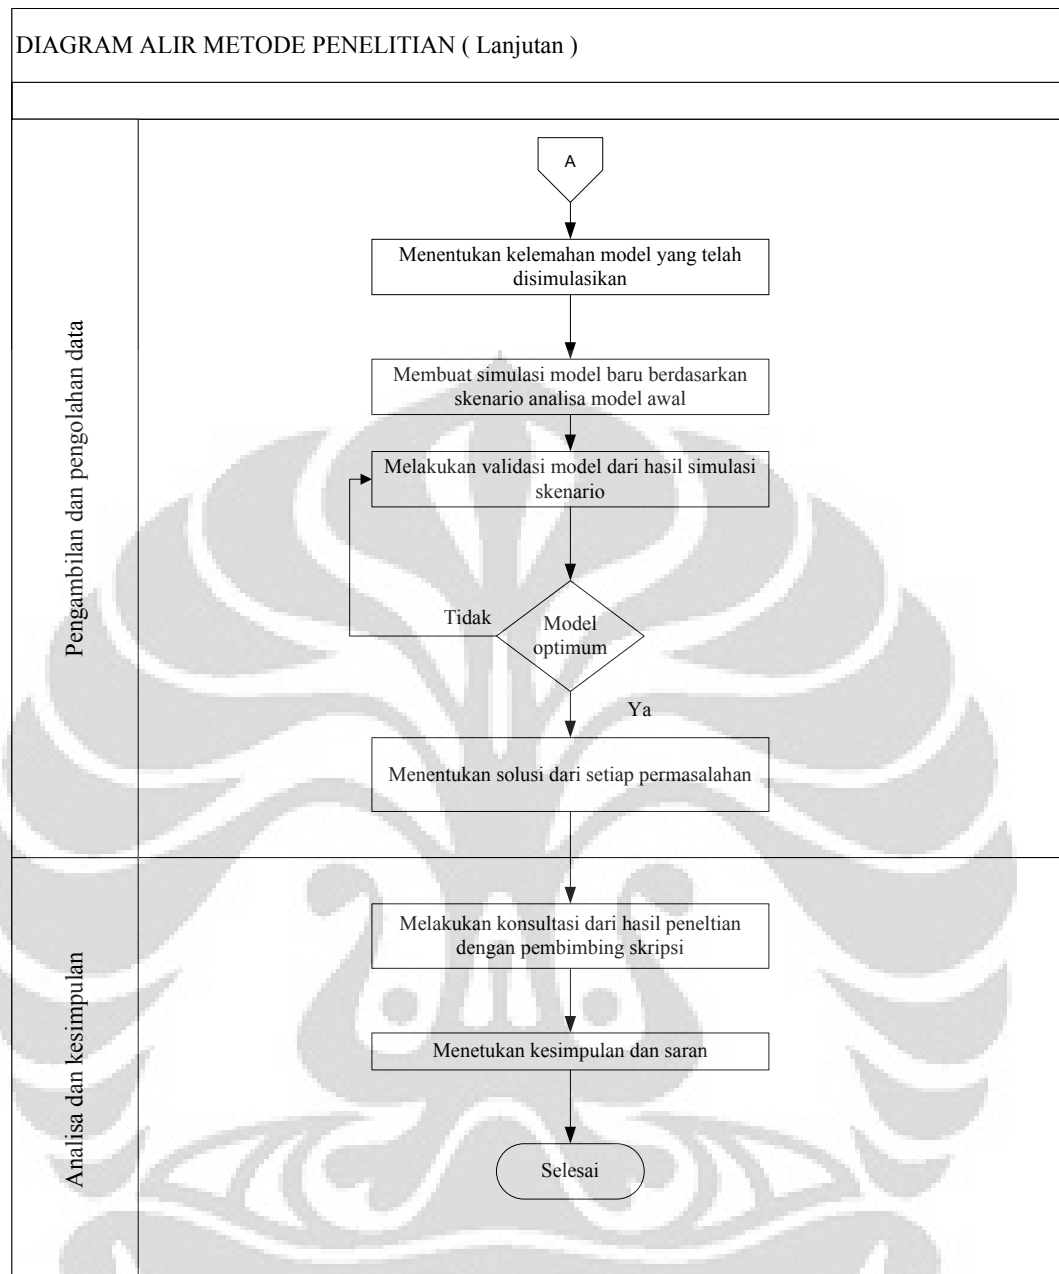 DIAGRAM ALIR METODE PENELITIAN ( Lanjutan )
Pengambilan dan pengolahan data
A
Menentukan kelemahan model yang telah
disimulasikan
Membuat simulasi model baru berdasarkan
skenario analisa model awal
Melakukan validasi model dari hasil simulasi
skenario
Tidak
Model
optimum
Ya
Menentukan solusi dari setiap permasalahan
Analisa dan kesimpulan
Melakukan konsultasi dari hasil peneltian
dengan pembimbing skripsi
Menetukan kesimpulan dan saran
Selesai